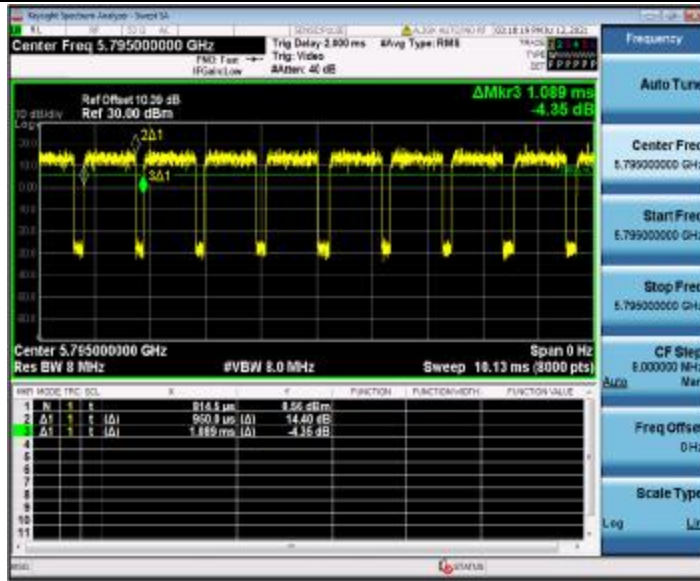 Keysight Spectrum Analyzer - Swept SA
Center Freq 5.795000000 GHz
PNO: Fast
IFGain:Low
Trig Delay-2.000 ms
Trig: Video
#Atten: 40 dB
#Avg Type: RMS
TRACE
TYPE
DET P P P P P P
Frequency
Auto Tune
Ref Offset 10.39 dB
10 dB/div Ref 30.00 dBm
Log
ΔMkr3 1.089 ms
-4.35 dB
2Δ1
3Δ1
Center Freq
5.795000000 GHz
Start Freq
5.795000000 GHz
Stop Freq
5.795000000 GHz
CF Step
8.000000 MHz
Auto Man
Freq Offset
0 Hz
Scale Type
Log Lin
Center 5.795000000 GHz
Span 0 Hz
Res BW 8 MHz
#VBW 8.0 MHz
Sweep 10.13 ms (8000 pts)
MKR MODE TRC SCL X Y FUNCTION FUNCTION WIDTH FUNCTION VALUE
1 N 1 t 8.56 dBm
2 Δ1 1 t (Δ) (Δ) 14.40 dB
3 Δ1 1 t (Δ) 1.089 ms (Δ) -4.35 dB
4
5
6
7
8
9
10
11
MSG
STATUS